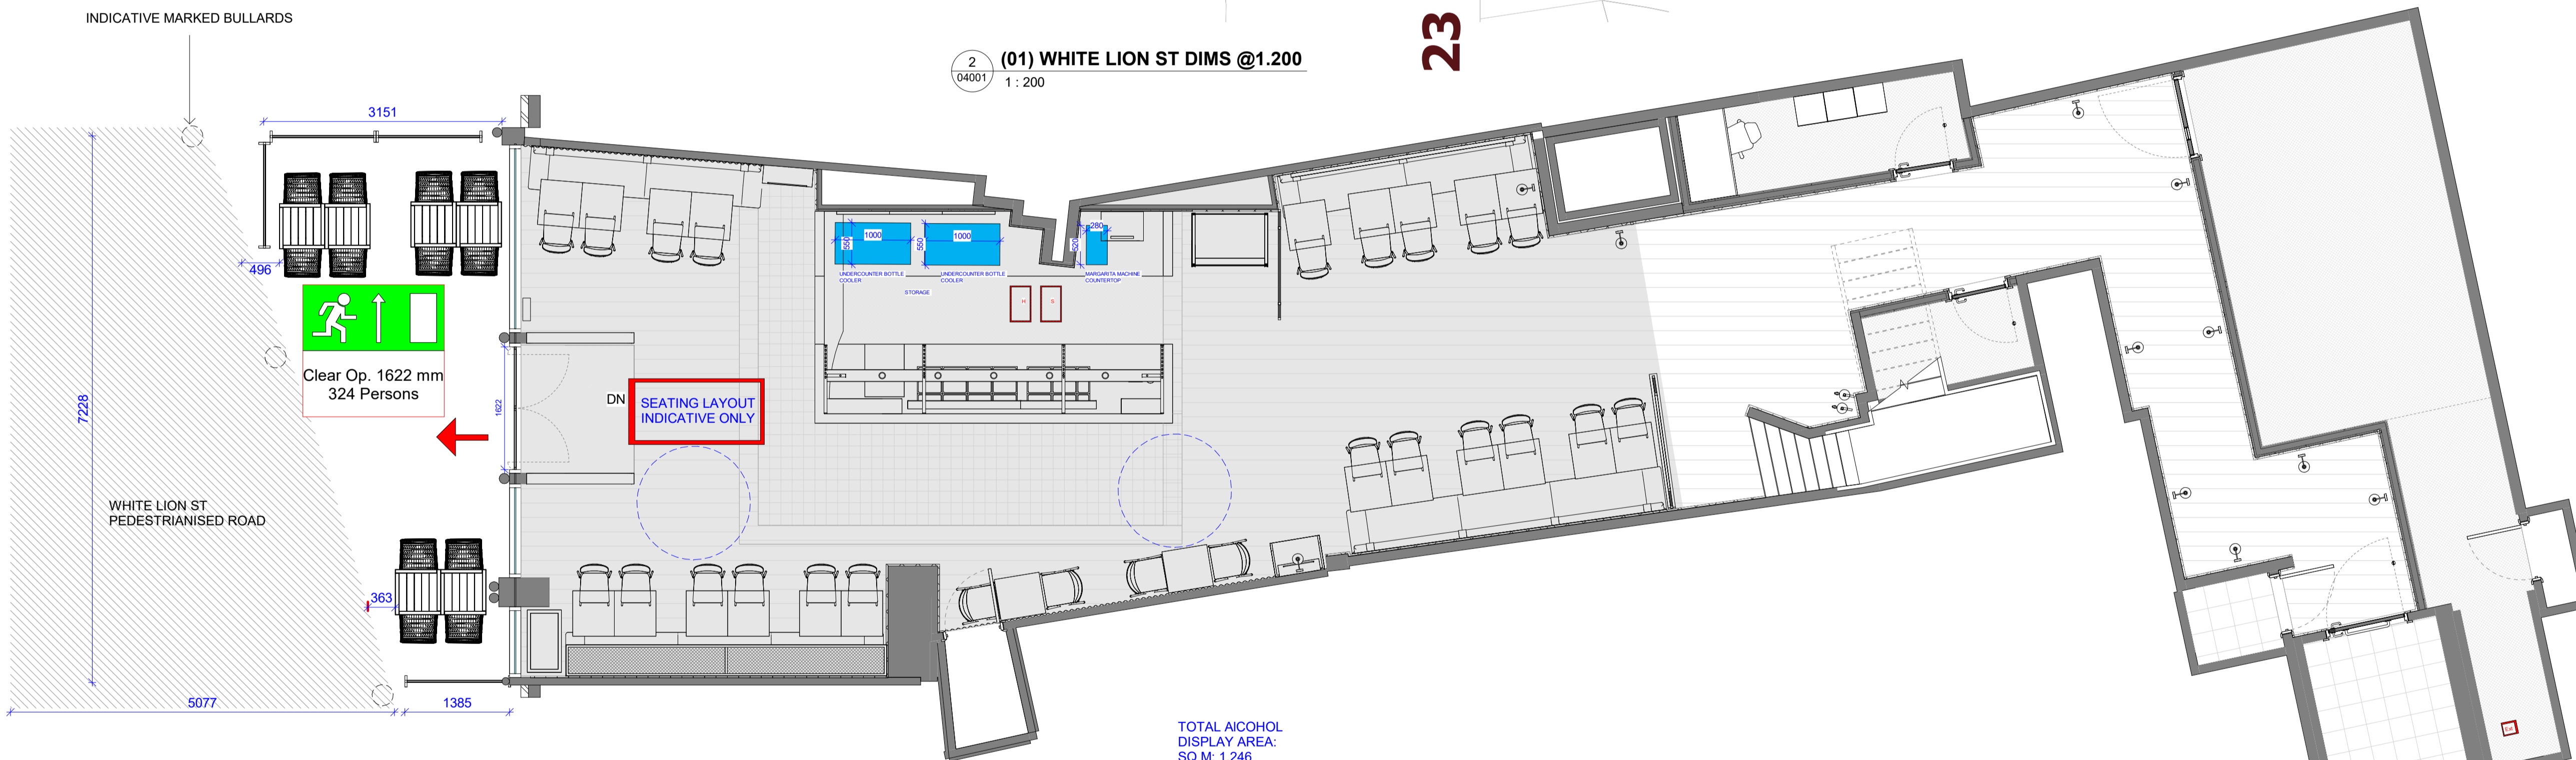 INDICATIVE MARKED BULLARDS
2
04001
(01) WHITE LION ST DIMS @1.200
1 : 200
23
3151
496
Clear Op. 1622 mm
324 Persons
7228
1622
DN
SEATING LAYOUT
INDICATIVE ONLY
550
1000
550
1000
280
520
UNDERCOUNTER BOTTLE
COOLER
UNDERCOUNTER BOTTLE
COOLER
MARGARITA MACHINE
COUNTERTOP
STORAGE
H
S
WHITE LION ST
PEDESTRIANISED ROAD
363
5077
1385
TOTAL AlCOHOL
DISPLAY AREA:
SQ M: 1.246
Ext